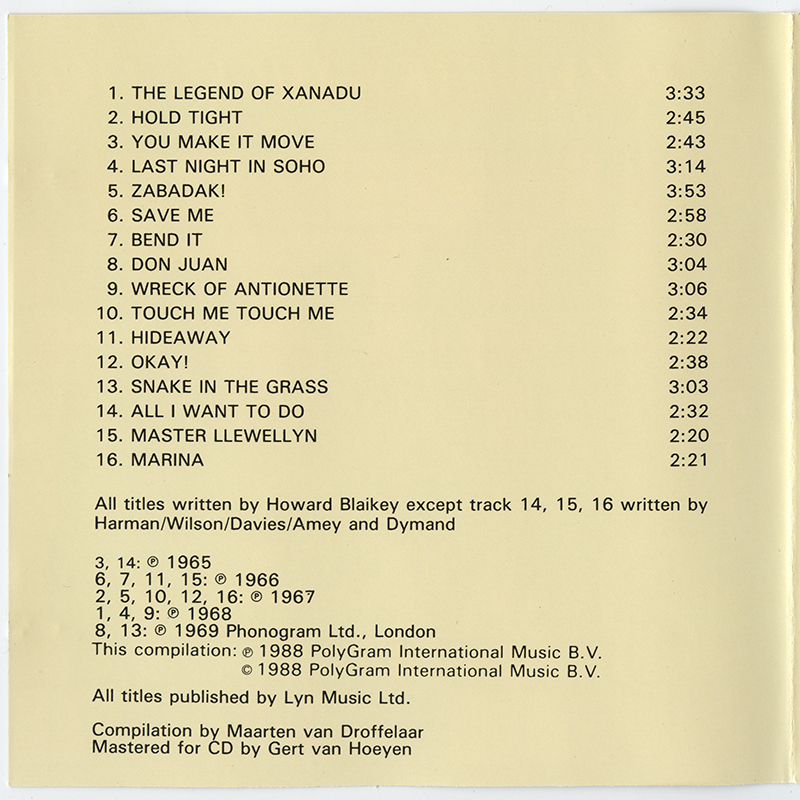 1. THE LEGEND OF XANADU 3:33
2. HOLD TIGHT 2:45
3. YOU MAKE IT MOVE 2:43
4. LAST NIGHT IN SOHO 3:14
5. ZABADAK! 3:53
6. SAVE ME 2:58
7. BEND IT 2:30
8. DON JUAN 3:04
9. WRECK OF ANTIONETTE 3:06
10. TOUCH ME TOUCH ME 2:34
11. HIDEAWAY 2:22
12. OKAY! 2:38
13. SNAKE IN THE GRASS 3:03
14. ALL I WANT TO DO 2:32
15. MASTER LLEWELLYN 2:20
16. MARINA 2:21
All titles written by Howard Blaikey except track 14, 15, 16 written by
Harman/Wilson/Davies/Amey and Dymand
3, 14: ℗ 1965
6, 7, 11, 15: ℗ 1966
2, 5, 10, 12, 16: ℗ 1967
1, 4, 9: ℗ 1968
8, 13: ℗ 1969 Phonogram Ltd., London
This compilation: ℗ 1988 PolyGram International Music B.V.
© 1988 PolyGram International Music B.V.
All titles published by Lyn Music Ltd.
Compilation by Maarten van Droffelaar
Mastered for CD by Gert van Hoeyen